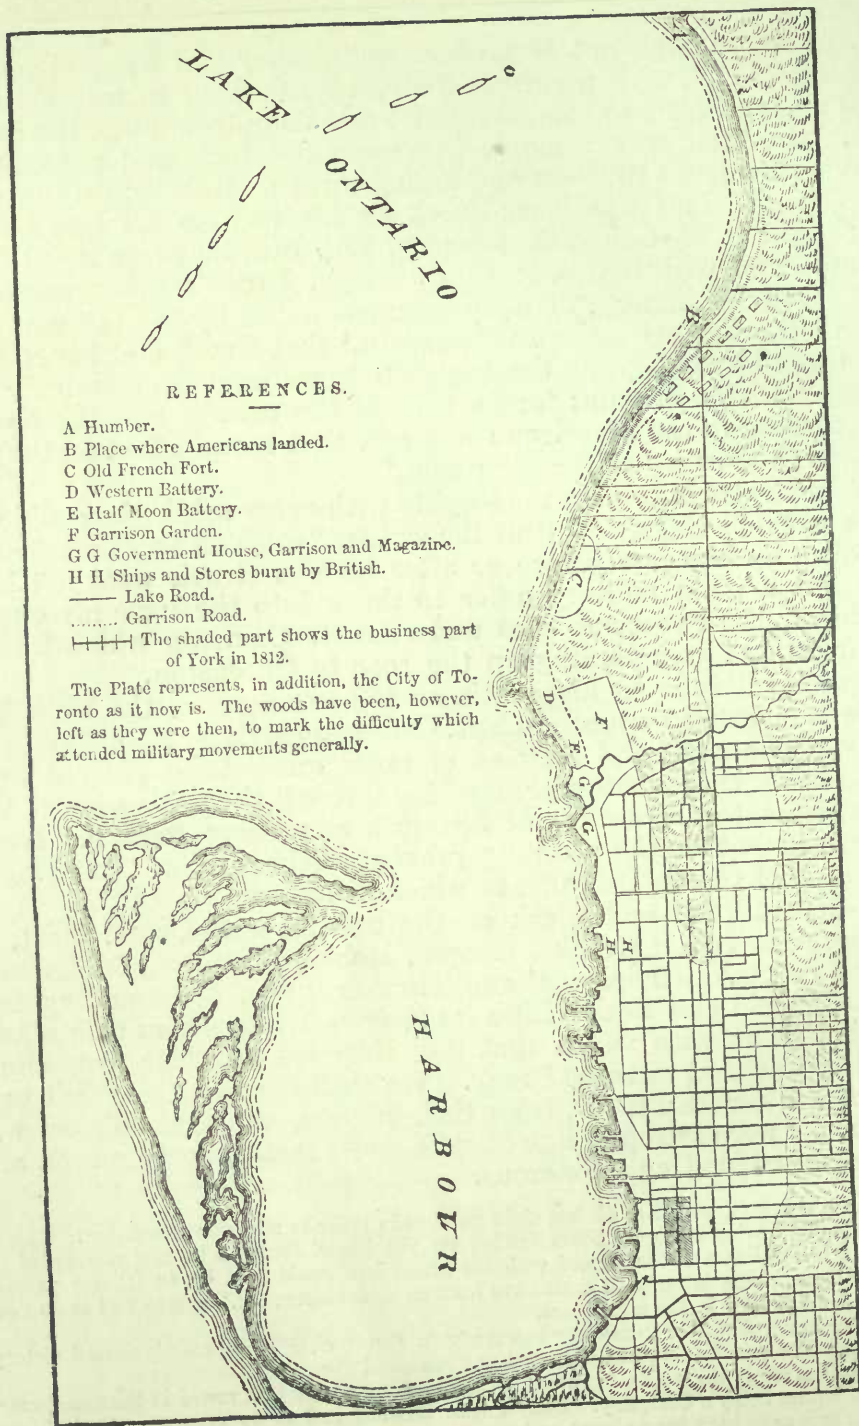 LAKE
ONTARIO
REFERENCES.
A Humber.
B Place where Americans landed.
C Old French Fort.
D Western Battery.
E Half Moon Battery.
F Garrison Garden.
G G Government House, Garrison and Magazine.
H H Ships and Stores burnt by British.
Lake Road.
Garrison Road.
The shaded part shows the business part
of York in 1812.
The Plate represents, in addition, the City of To-
ronto as it now is. The woods have been, however,
left as they were then, to mark the difficulty which
attended military movements generally.
A
B
C
D
F
E
G
G
H H
HARBOUR